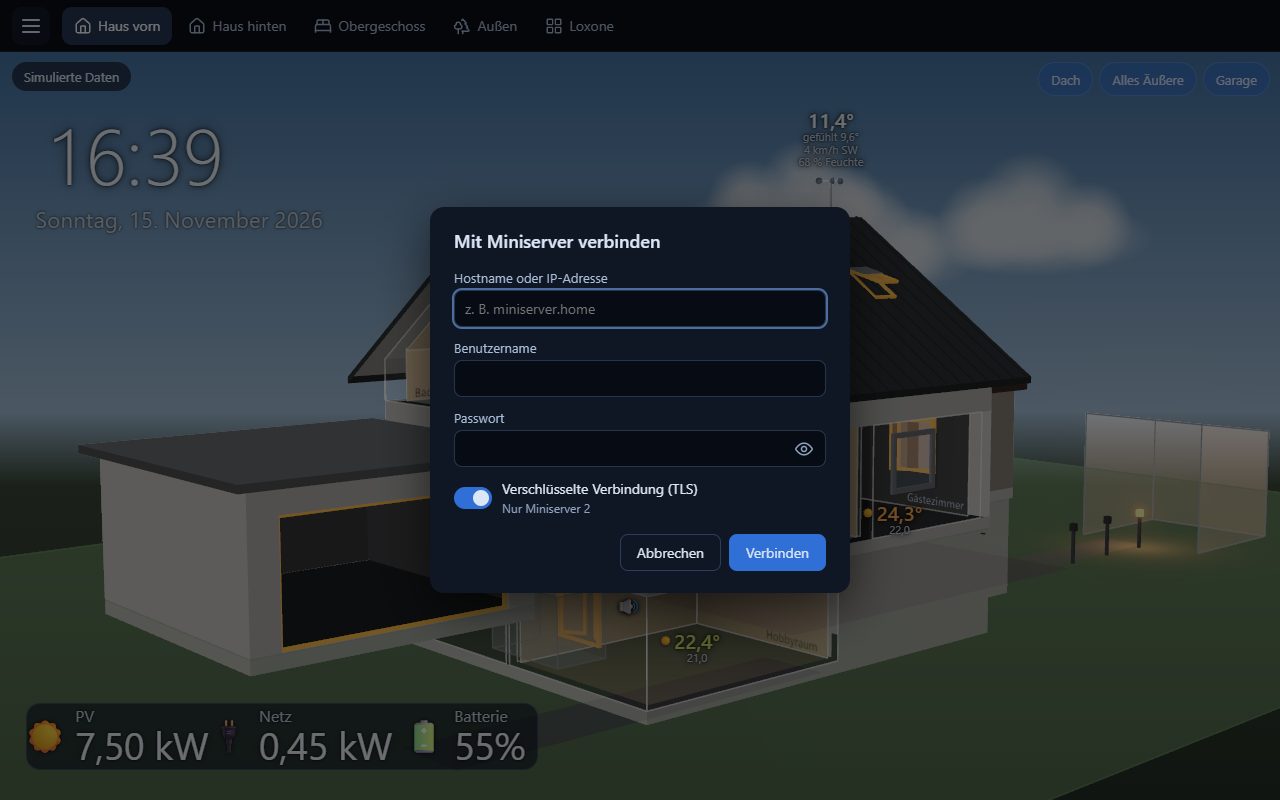 Haus vorn
Haus hinten
Obergeschoss
Außen
Loxone
Simulierte Daten
Dach
Alles Äußere
Garage
16:39
Sonntag, 15. November 2026
11,4°
gefühlt 9,6°
4 km/h SW
68 % Feuchte
Mit Miniserver verbinden
Hostname oder IP-Adresse
z. B. miniserver.home
Benutzername
Passwort
Verschlüsselte Verbindung (TLS)
Nur Miniserver 2
Abbrechen
Verbinden
Gästezimmer
24,3°
22,0
22,4°
21,0
Hobbyraum
PV
7,50 kW
Netz
0,45 kW
Batterie
55%